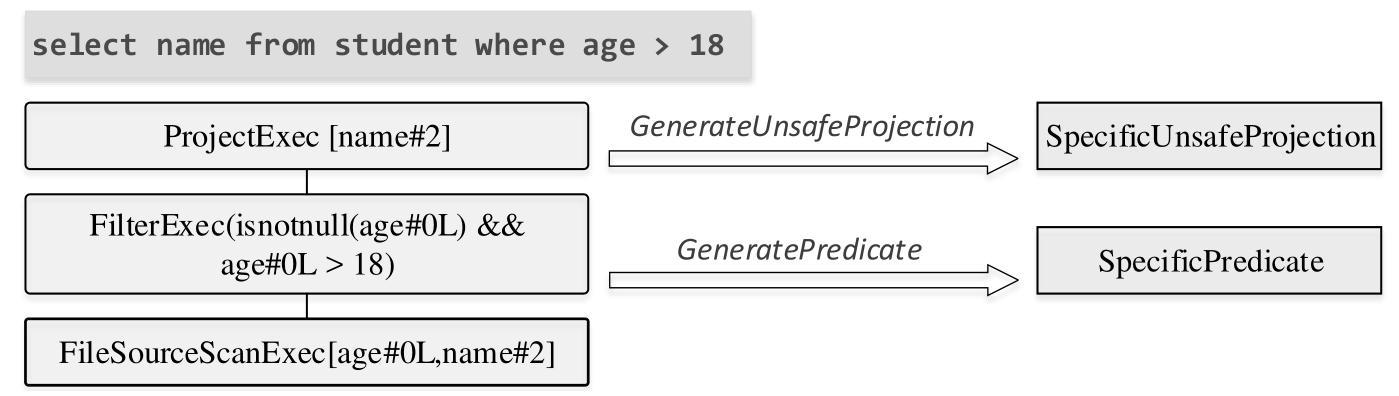 select name from student where age > 18
ProjectExec [name#2]
GenerateUnsafeProjection
SpecificUnsafeProjection
FilterExec(isnotnull(age#0L) &&
age#0L > 18)
GeneratePredicate
SpecificPredicate
FileSourceScanExec[age#0L,name#2]